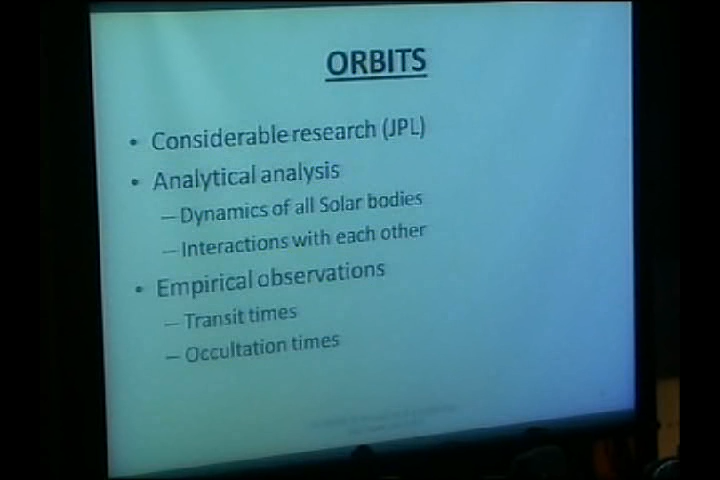 ORBITS
• Considerable research (JPL)
• Analytical analysis
– Dynamics of all Solar bodies
– Interactions with each other
• Empirical observations
– Transit times
– Occultation times